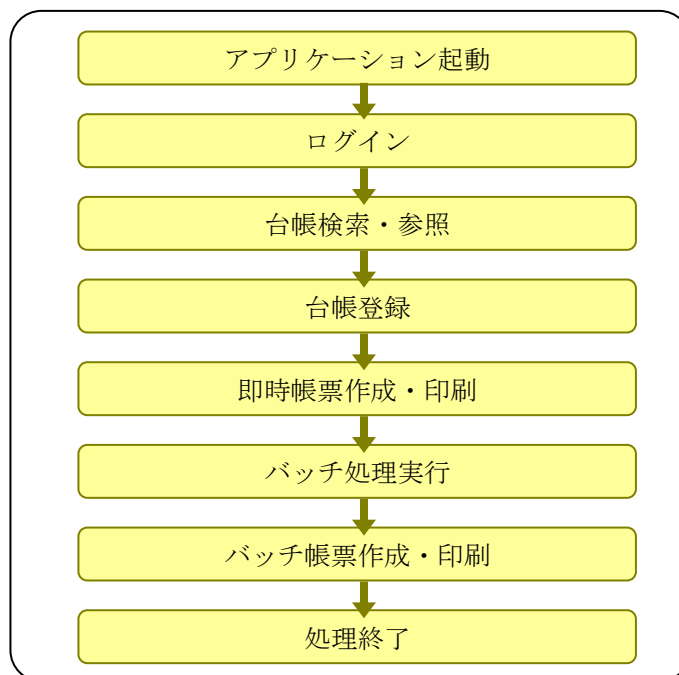 アプリケーション起動
ログイン
台帳検索・参照
台帳登録
即時帳票作成・印刷
バッチ処理実行
バッチ帳票作成・印刷
処理終了